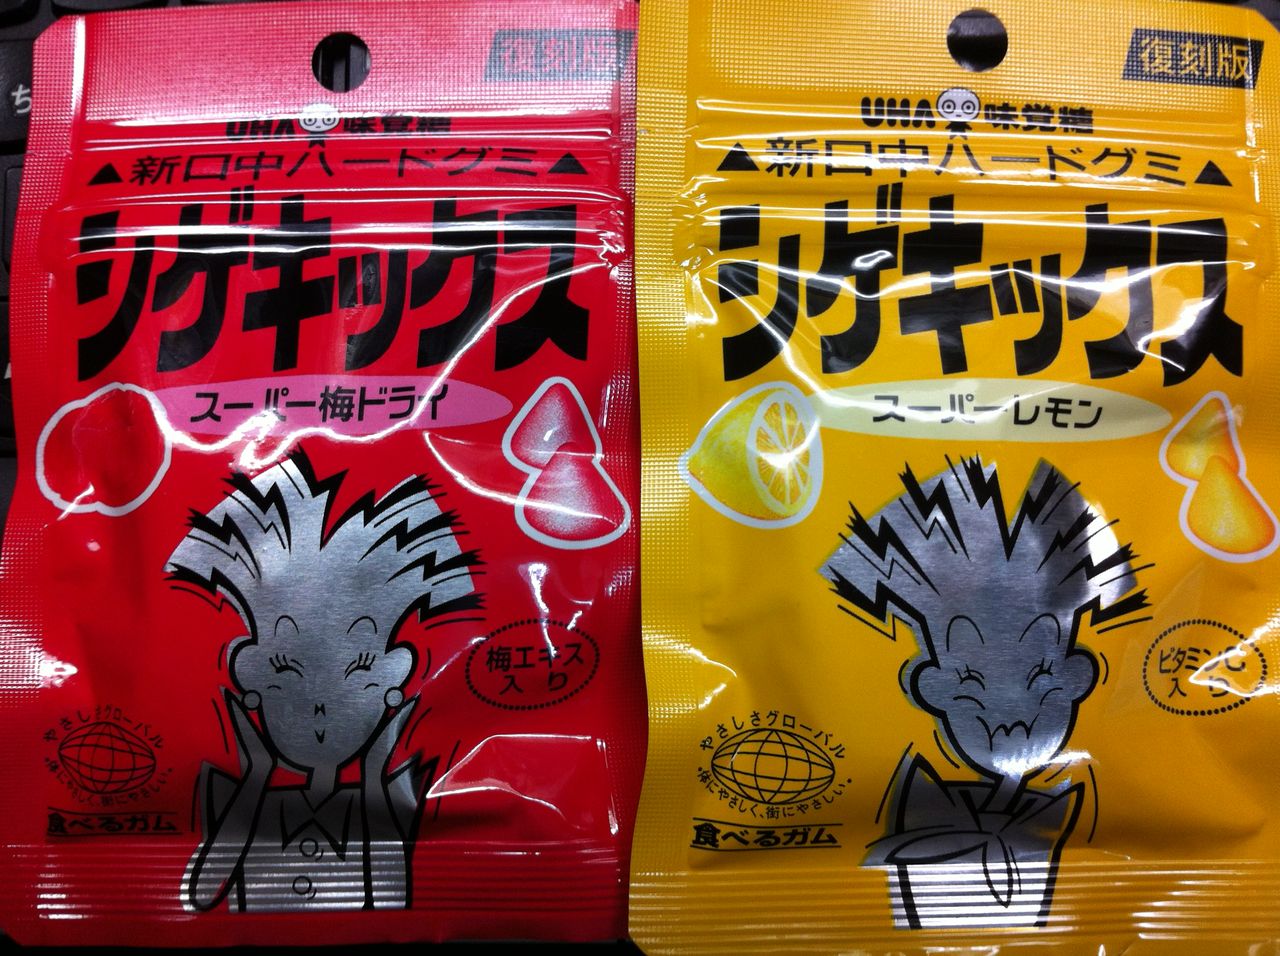 復刻版
UHA味覚糖
▲新口中ハードグミ▲
シゲキックス
スーパー梅ドライ
梅エキス
入り
やさしさグローバル
・体にやさしく、街にやさしい。
食べるガム
復刻版
UHA味覚糖
▲新口中ハードグミ▲
シゲキックス
スーパーレモン
ビタミンC
入り
やさしさグローバル
・体にやさしく、街にやさしい。
食べるガム
ち